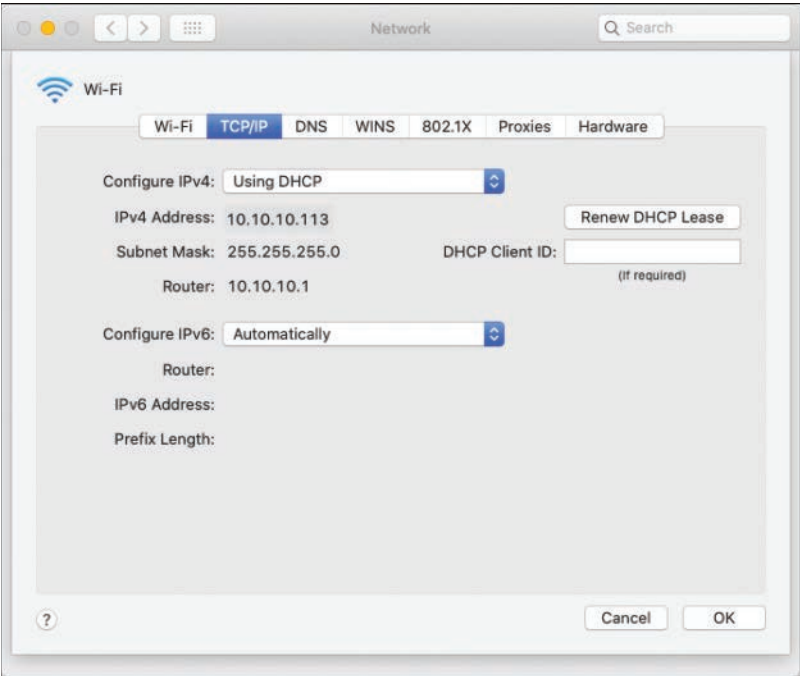 Network
Search
Wi-Fi
Wi-Fi TCP/IP DNS WINS 802.1X Proxies Hardware
Configure IPv4: Using DHCP
IPv4 Address: 10.10.10.113 Renew DHCP Lease
Subnet Mask: 255.255.255.0 DHCP Client ID:
(If required)
Router: 10.10.10.1
Configure IPv6: Automatically
Router:
IPv6 Address:
Prefix Length:
? Cancel OK